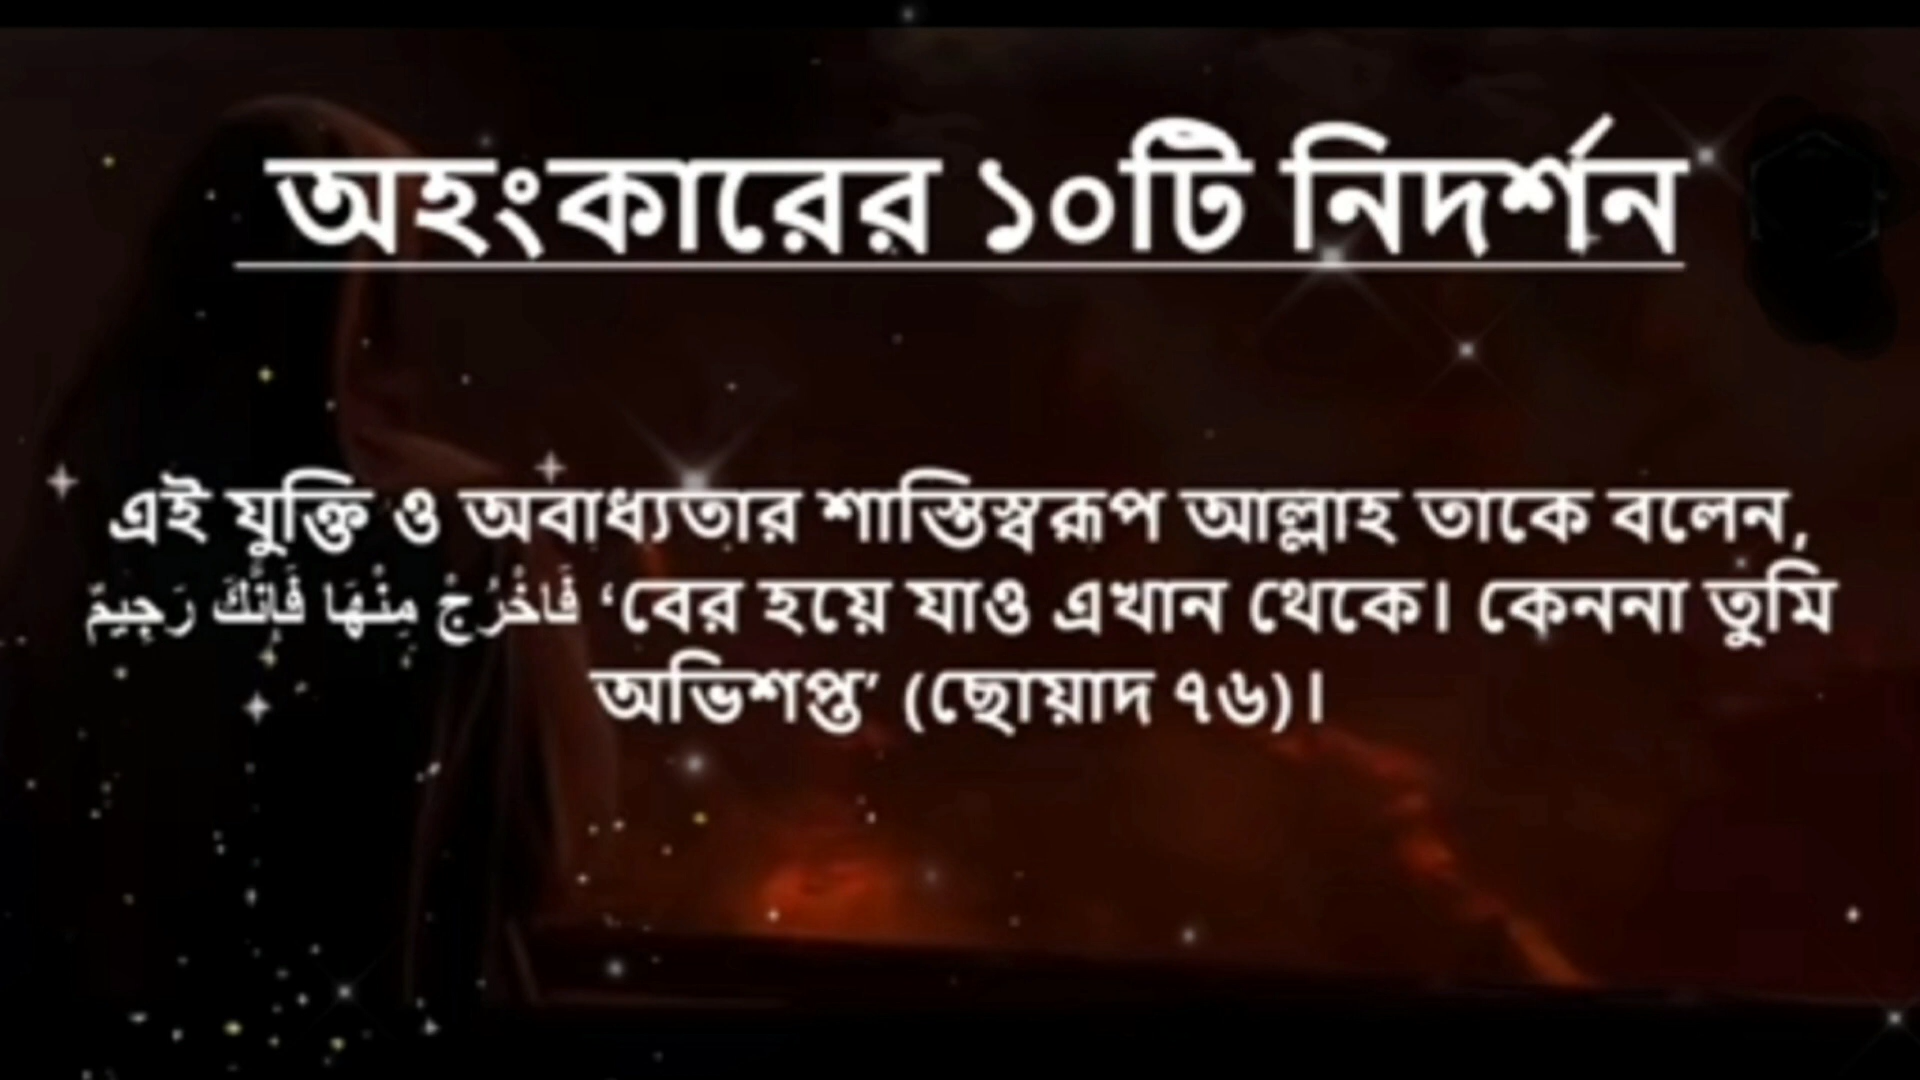 অহংকারের ১০টি নিদর্শন
এই যুক্তি ও অবাধ্যতার শাস্তিস্বরূপ আল্লাহ তাকে বলেন,
فَاخْرُجْ مِنْهَا فَإِنَّكَ رَجِيمٌ ‘বের হয়ে যাও এখান থেকে। কেননা তুমি
অভিশপ্ত’ (ছোয়াদ ৭৬)।